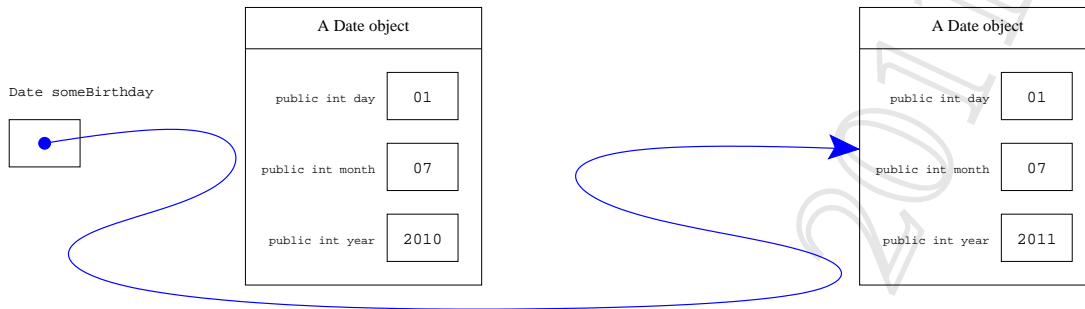 A Date object
A Date object
Date someBirthday
public int day 01
public int day 01
public int month 07
public int month 07
public int year 2010
public int year 2011